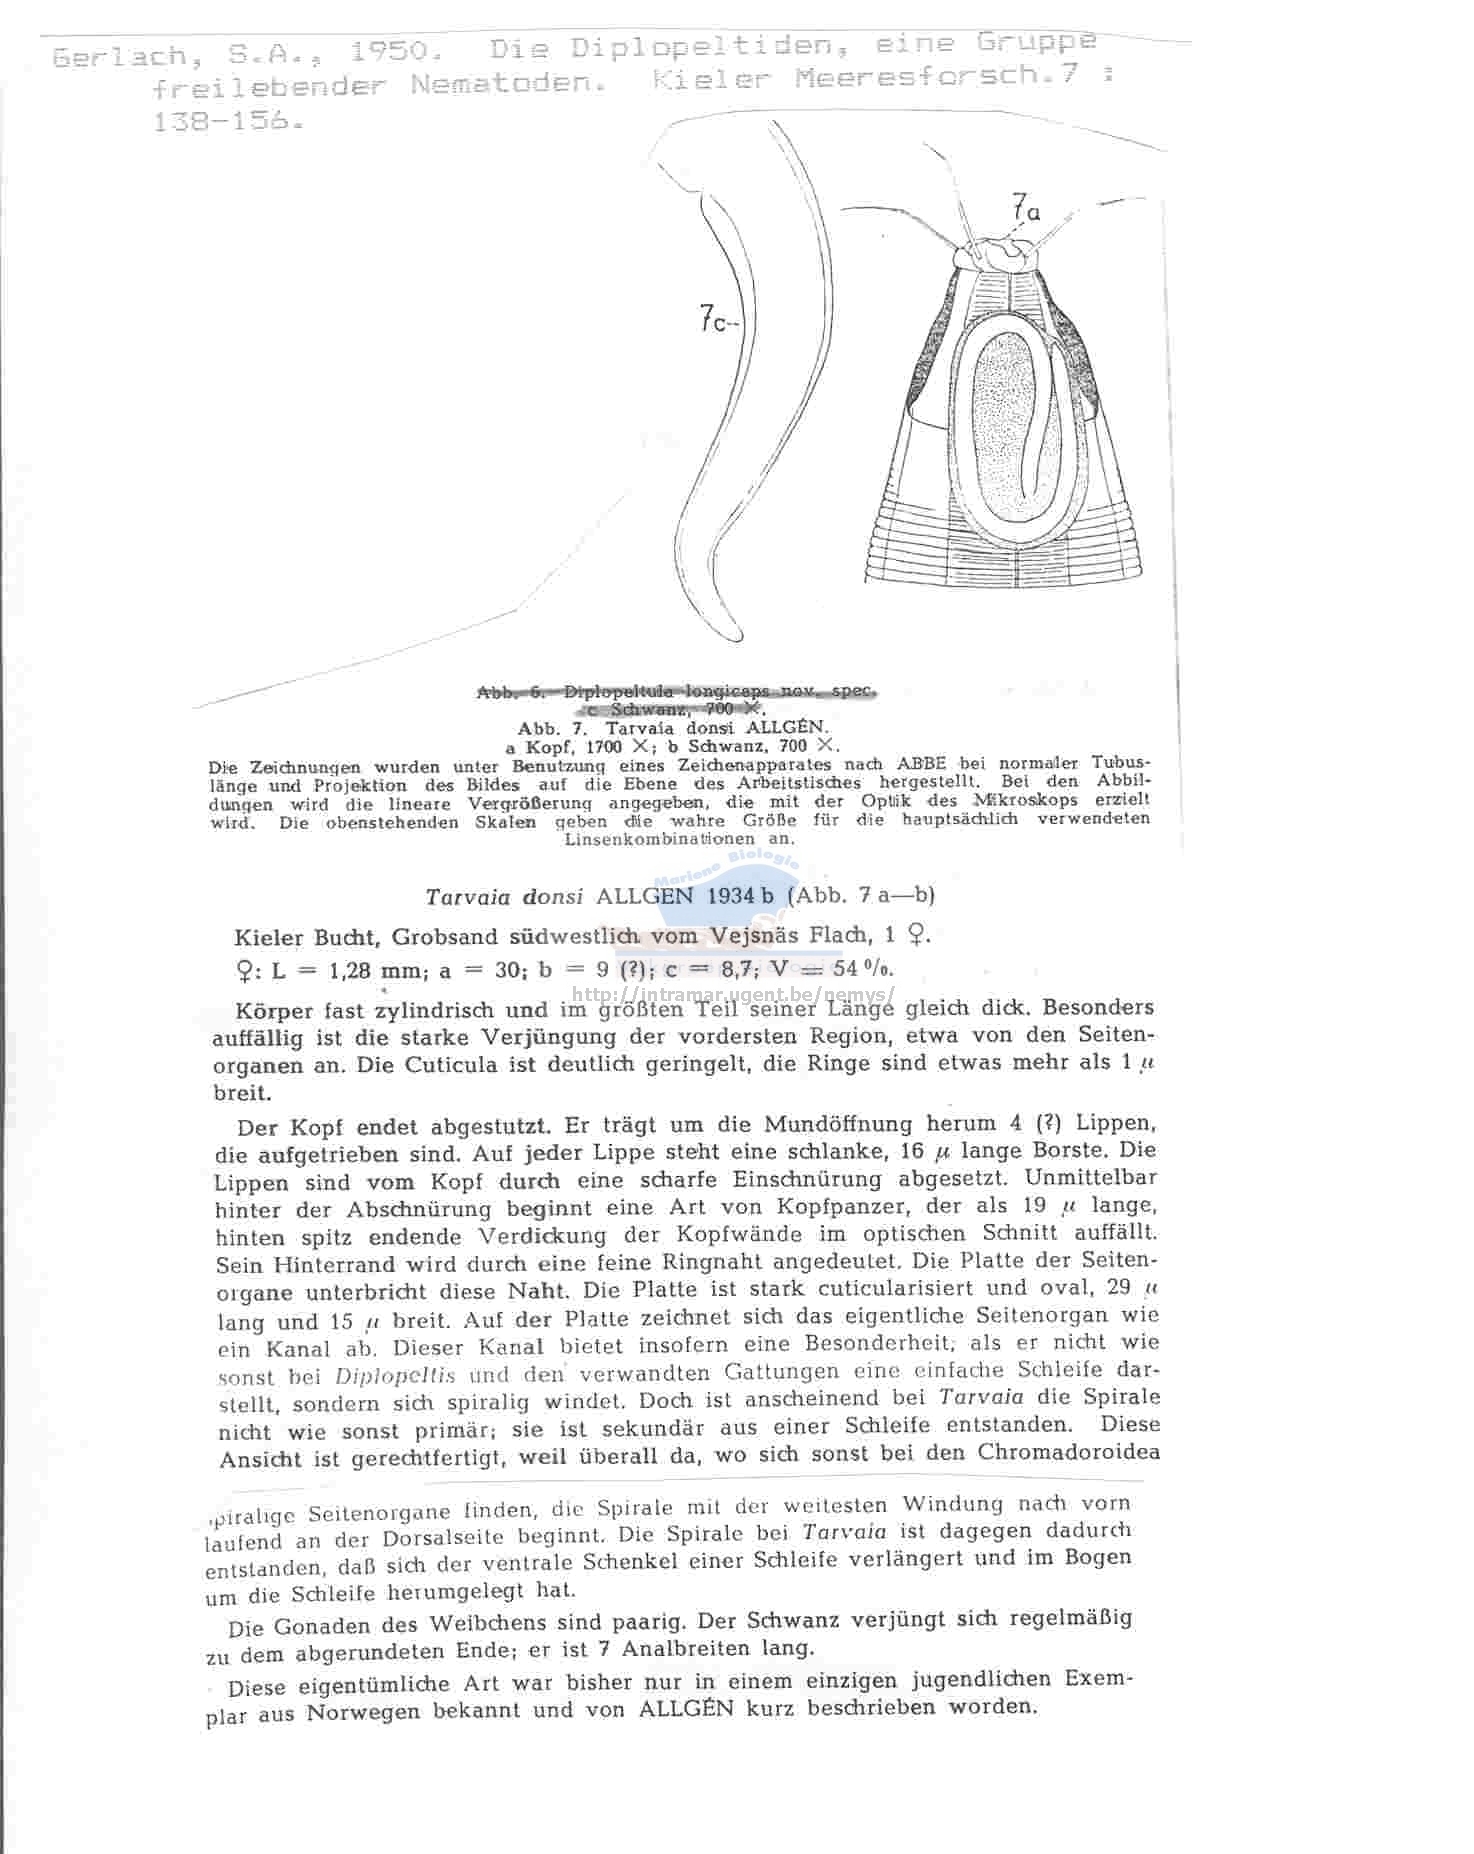 Gerlach, S.A., 1950. Die Diplopeltiden, eine Gruppe
freilebender Nematoden. Kieler Meeresforsch.7 :
138-156.
7a
7c--
Abb. 6. Diplopeltula longiceps nov. spec.
c Schwanz, 700 ×.
Abb. 7. Tarvaia donsi ALLGÉN.
a Kopf, 1700 ×; b Schwanz, 700 ×.
Die Zeichnungen wurden unter Benutzung eines Zeichenapparates nach ABBE bei normaler Tubus-
länge und Projektion des Bildes auf die Ebene des Arbeitstisches hergestellt. Bei den Abbil-
dungen wird die lineare Vergrößerung angegeben, die mit der Optik des Mikroskops erzielt
wird. Die obenstehenden Skalen geben die wahre Größe für die hauptsächlich verwendeten
Linsenkombinationen an.
Marine Biologie
Tarvaia donsi ALLGEN 1934 b (Abb. 7 a—b)
Kieler Bucht, Grobsand südwestlich vom Vejsnäs Flach, 1 ♀.
♀: L = 1,28 mm; a = 30; b = 9 (?); c = 8,7; V = 54 %.
http://intramar.ugent.be/nemys/
Körper fast zylindrisch und im größten Teil seiner Länge gleich dick. Besonders
auffällig ist die starke Verjüngung der vordersten Region, etwa von den Seiten-
organen an. Die Cuticula ist deutlich geringelt, die Ringe sind etwas mehr als 1 μ
breit.
Der Kopf endet abgestutzt. Er trägt um die Mundöffnung herum 4 (?) Lippen,
die aufgetrieben sind. Auf jeder Lippe steht eine schlanke, 16 μ lange Borste. Die
Lippen sind vom Kopf durch eine scharfe Einschnürung abgesetzt. Unmittelbar
hinter der Abschnürung beginnt eine Art von Kopfpanzer, der als 19 μ lange,
hinten spitz endende Verdickung der Kopfwände im optischen Schnitt auffällt.
Sein Hinterrand wird durch eine feine Ringnaht angedeutet. Die Platte der Seiten-
organe unterbricht diese Naht. Die Platte ist stark cuticularisiert und oval, 29 μ
lang und 15 μ breit. Auf der Platte zeichnet sich das eigentliche Seitenorgan wie
ein Kanal ab. Dieser Kanal bietet insofern eine Besonderheit, als er nicht wie
sonst bei Diplopeltis und den verwandten Gattungen eine einfache Schleife dar-
stellt, sondern sich spiralig windet. Doch ist anscheinend bei Tarvaia die Spirale
nicht wie sonst primär; sie ist sekundär aus einer Schleife entstanden. Diese
Ansicht ist gerechtfertigt, weil überall da, wo sich sonst bei den Chromadoroidea
spiralige Seitenorgane finden, die Spirale mit der weitesten Windung nach vorn
laufend an der Dorsalseite beginnt. Die Spirale bei Tarvaia ist dagegen dadurch
entstanden, daß sich der ventrale Schenkel einer Schleife verlängert und im Bogen
um die Schleife herumgelegt hat.
Die Gonaden des Weibchens sind paarig. Der Schwanz verjüngt sich regelmäßig
zu dem abgerundeten Ende; er ist 7 Analbreiten lang.
Diese eigentümliche Art war bisher nur in einem einzigen jugendlichen Exem-
plar aus Norwegen bekannt und von ALLGÉN kurz beschrieben worden.